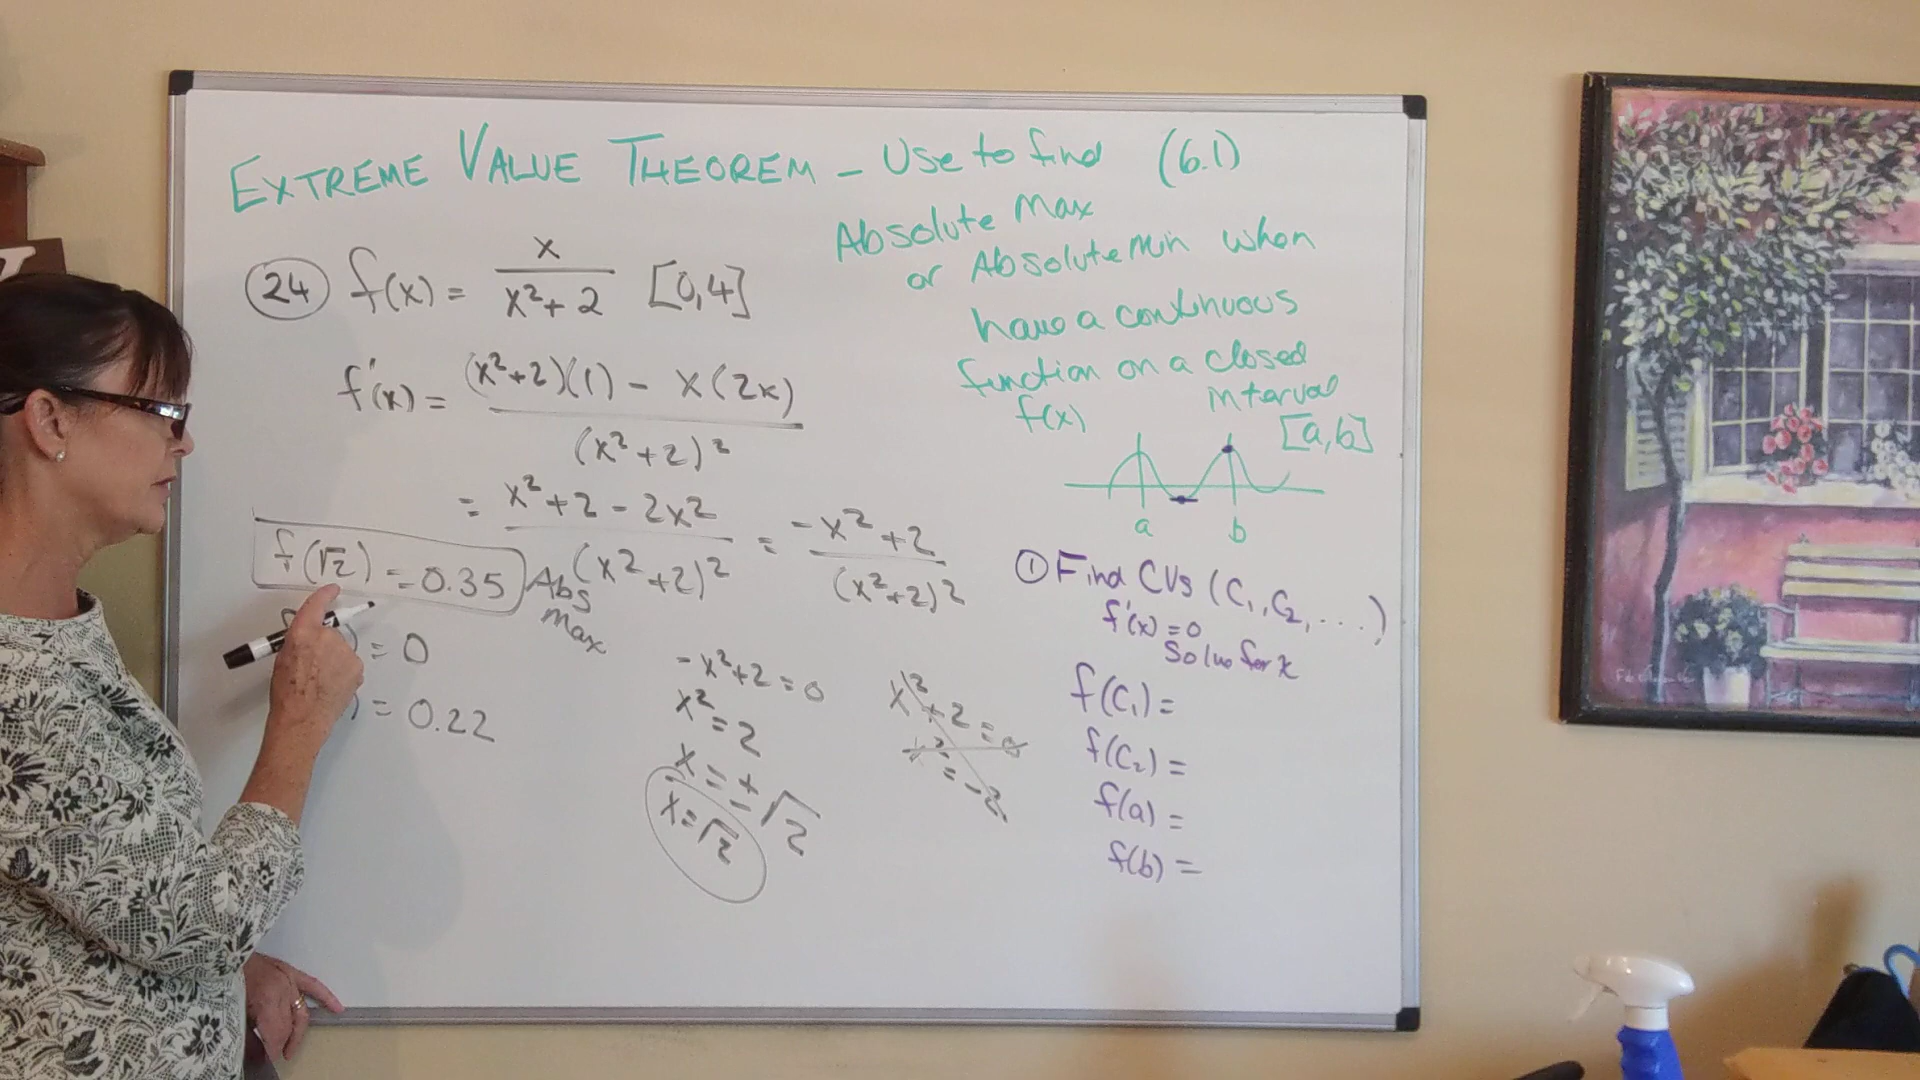 EXTREME VALUE THEOREM - Use to find (6.1)
Absolute Max
or Absolute Min when
have a continuous
function on a closed
interval
f(x)
[a,b]
a b
24 f(x) = x / x²+2 [0,4]
f'(x) = (x²+2)(1) - x(2x) / (x²+2)²
= x²+2-2x² / (x²+2)² = -x²+2 / (x²+2)²
f(√2) = 0.35 Abs
Max
) = 0
) = 0.22
-x²+2=0
x²=2
x=±√2
x=√2
x²+2=0
x²=-2
① Find CVs (C₁, C₂, ....)
f'(x)=0
Solve for x
f(C₁)=
f(C₂)=
f(a)=
f(b)=